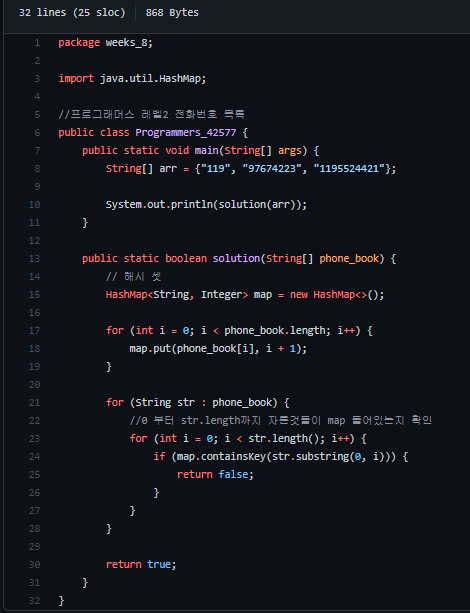 32 lines (25 sloc) 868 Bytes
1 package weeks_8;
2
3 import java.util.HashMap;
4
5 //프로그래머스 레벨2 전화번호 목록
6 public class Programmers_42577 {
7 public static void main(String[] args) {
8 String[] arr = {"119", "97674223", "1195524421"};
9
10 System.out.println(solution(arr));
11 }
12
13 public static boolean solution(String[] phone_book) {
14 // 해시 셋
15 HashMap<String, Integer> map = new HashMap<>();
16
17 for (int i = 0; i < phone_book.length; i++) {
18 map.put(phone_book[i], i + 1);
19 }
20
21 for (String str : phone_book) {
22 //0 부터 str.length까지 자른것들이 map 들어있는지 확인
23 for (int i = 0; i < str.length(); i++) {
24 if (map.containsKey(str.substring(0, i))) {
25 return false;
26 }
27 }
28 }
29
30 return true;
31 }
32 }